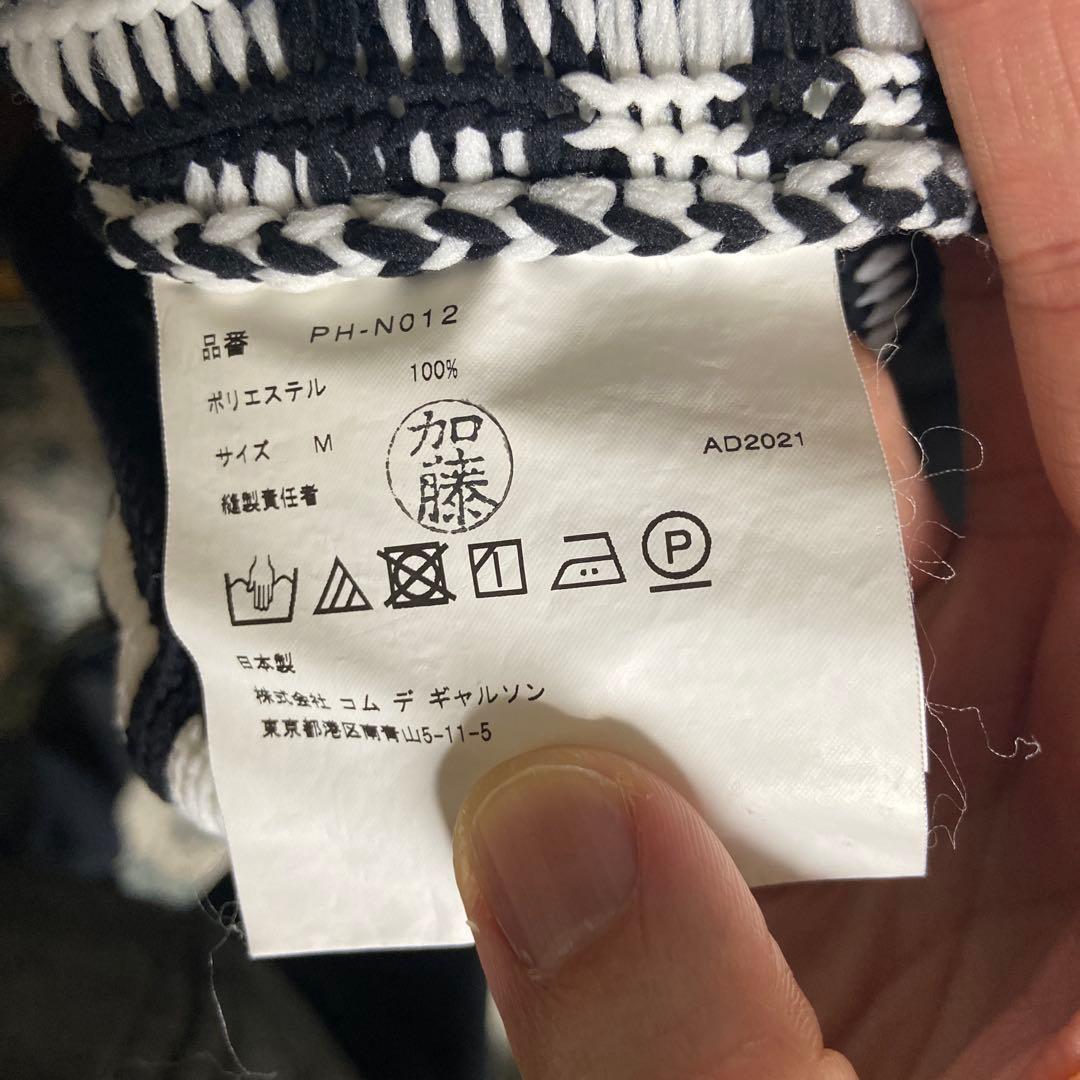 品番 PH-N012
ポリエステル 100%
サイズ M
AD2021
縫製責任者 加藤
P
日本製
株式会社 コム デ ギャルソン
東京都港区南青山5-11-5